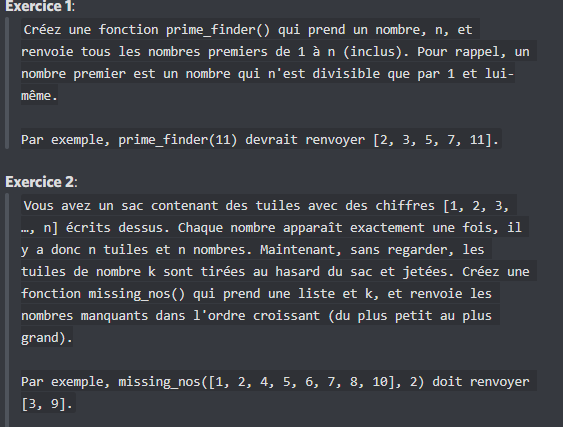 Exercice 1:
Créez une fonction prime_finder() qui prend un nombre, n, et
renvoie tous les nombres premiers de 1 à n (inclus). Pour rappel, un
nombre premier est un nombre qui n'est divisible que par 1 et lui-
même.
Par exemple, prime_finder(11) devrait renvoyer [2, 3, 5, 7, 11].
Exercice 2:
Vous avez un sac contenant des tuiles avec des chiffres [1, 2, 3,
…, n] écrits dessus. Chaque nombre apparaît exactement une fois, il
y a donc n tuiles et n nombres. Maintenant, sans regarder, les
tuiles de nombre k sont tirées au hasard du sac et jetées. Créez une
fonction missing_nos() qui prend une liste et k, et renvoie les
nombres manquants dans l'ordre croissant (du plus petit au plus
grand).
Par exemple, missing_nos([1, 2, 4, 5, 6, 7, 8, 10], 2) doit renvoyer
[3, 9].